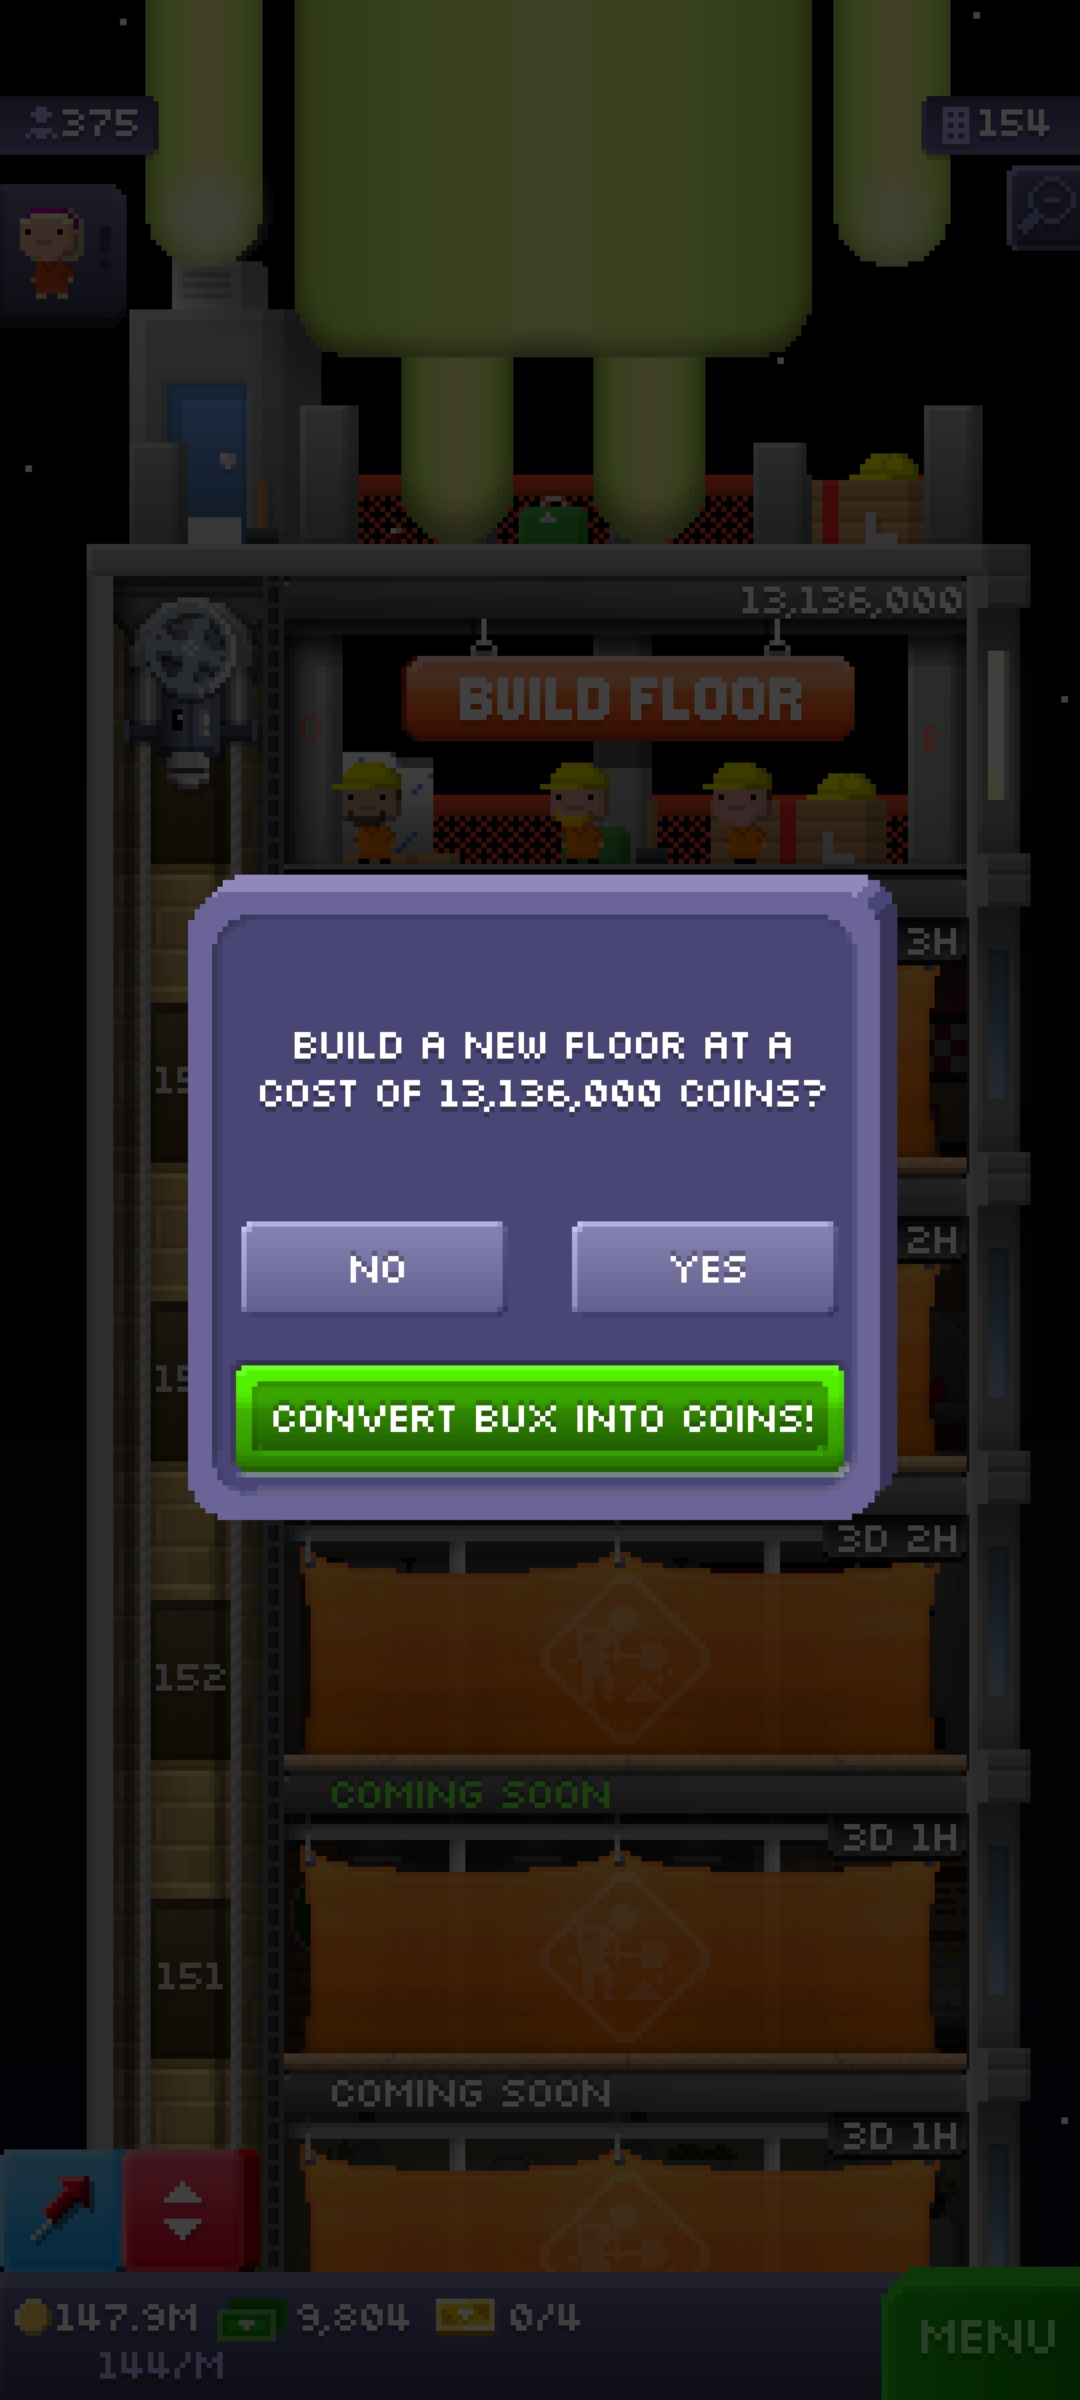 375
154
13,136,000
BUILD FLOOR
C
B
3H
BUILD A NEW FLOOR AT A
COST OF 13,136,000 COINS?
15
2H
NO
YES
15
CONVERT BUX INTO COINS!
3D 2H
152
COMING SOON
3D 1H
151
COMING SOON
3D 1H
147.9M
9,804
0/4
144/M
MENU